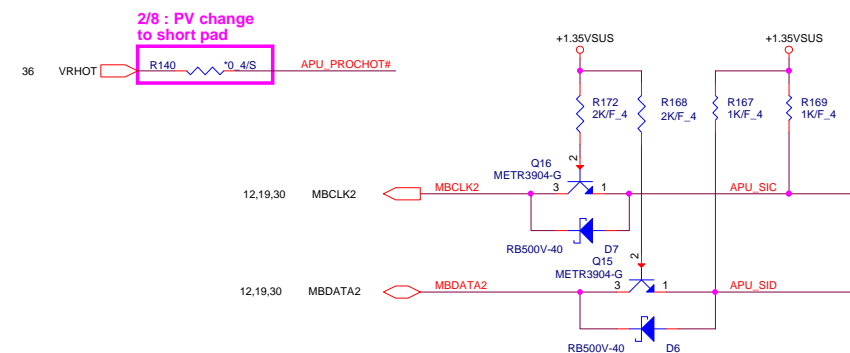 2/8 : PV change
to short pad
36 VRHOT R140 *0_4/S APU_PROCHOT#
+1.35VSUS +1.35VSUS
R172 R168 R167 R169
2K/F_4 2K/F_4 1K/F_4 1K/F_4
Q16
METR3904-G
2
12,19,30 MBCLK2 MBCLK2 3 1 APU_SIC
RB500V-40 D7
Q15
METR3904-G
2
12,19,30 MBDATA2 MBDATA2 3 1 APU_SID
RB500V-40 D6